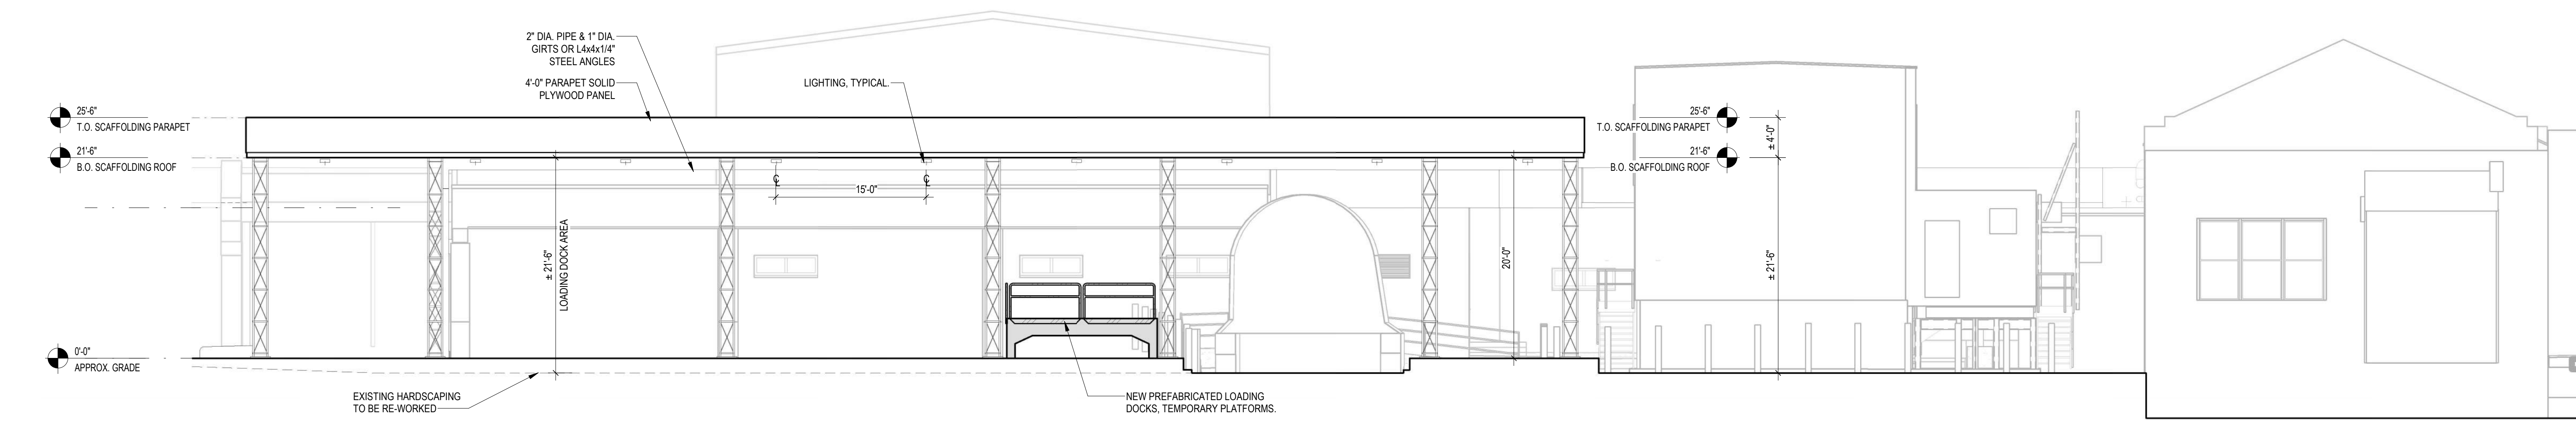 2" DIA. PIPE & 1" DIA.
GIRTS OR L4x4x1/4"
STEEL ANGLES
4'-0" PARAPET SOLID
PLYWOOD PANEL
LIGHTING, TYPICAL.
25'-6"
T.O. SCAFFOLDING PARAPET
21'-6"
B.O. SCAFFOLDING ROOF
25'-6"
T.O. SCAFFOLDING PARAPET
21'-6"
B.O. SCAFFOLDING ROOF
± 4'-0"
15'-0"
± 21'-6"
LOADING DOCK AREA
20'-0"
± 21'-6"
0'-0"
APPROX. GRADE
EXISTING HARDSCAPING
TO BE RE-WORKED
NEW PREFABRICATED LOADING
DOCKS, TEMPORARY PLATFORMS.